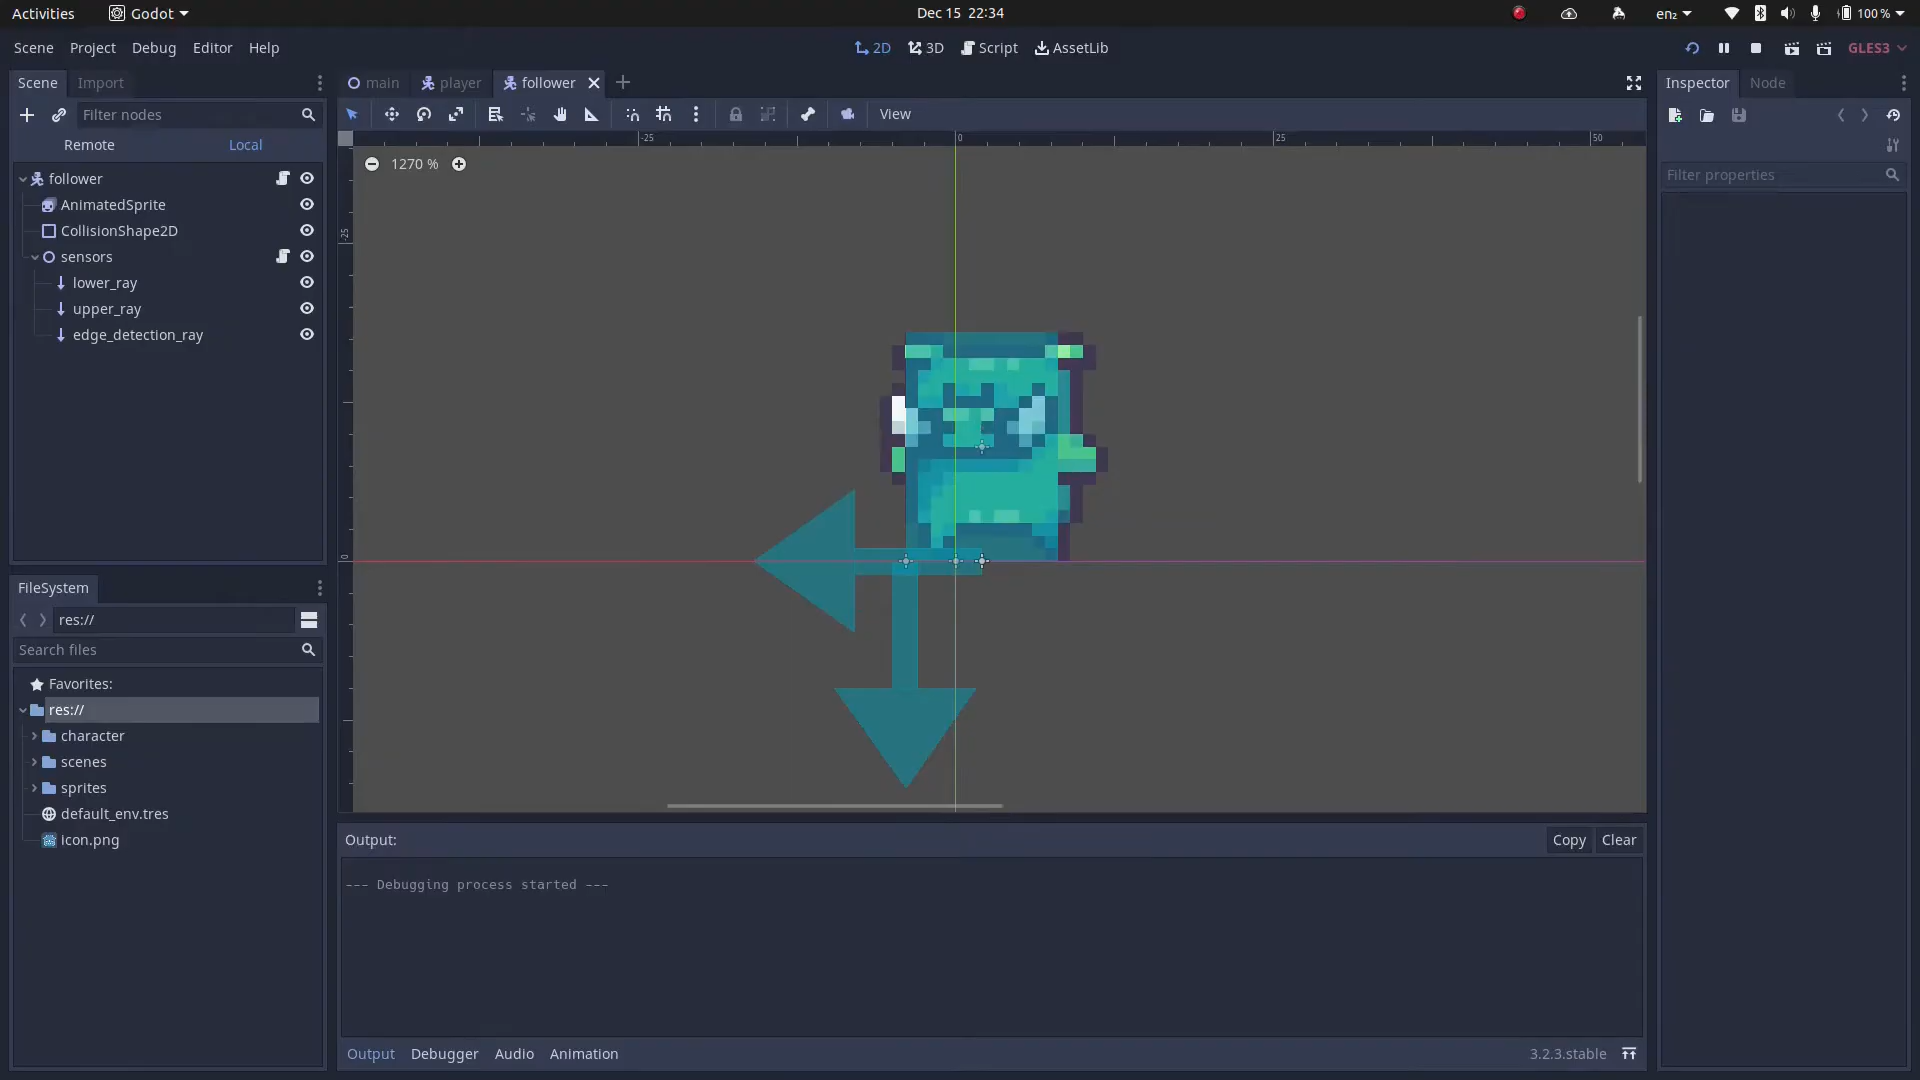 Activities Godot Dec 15 22:34 en₂ 100 %
Scene Project Debug Editor Help 2D 3D Script AssetLib GLES3
Scene Import main player follower Inspector Node
Filter nodes View
Remote Local
1270 %
-25 0 25 50
-25
0
Filter properties
follower
AnimatedSprite
CollisionShape2D
sensors
lower_ray
upper_ray
edge_detection_ray
FileSystem
res://
Search files
Favorites:
res://
character
scenes
sprites
default_env.tres
icon.png
Output: Copy Clear
--- Debugging process started ---
Output Debugger Audio Animation 3.2.3.stable